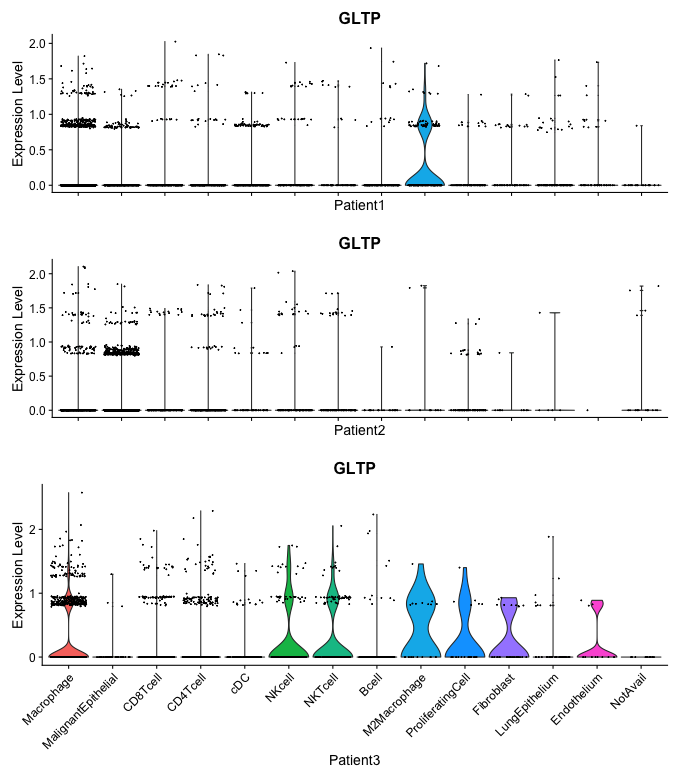 GLTP
Expression Level
2.0
1.5
1.0
0.5
0.0
Patient1
GLTP
Expression Level
2.0
1.5
1.0
0.5
0.0
Patient2
GLTP
Expression Level
2
1
0
Macrophage
MalignantEpithelial
CD8Tcell
CD4Tcell
cDC
NKcell
NKTcell
Bcell
M2Macrophage
ProliferatingCell
Fibroblast
LungEpithelium
Endothelium
NotAvail
Patient3